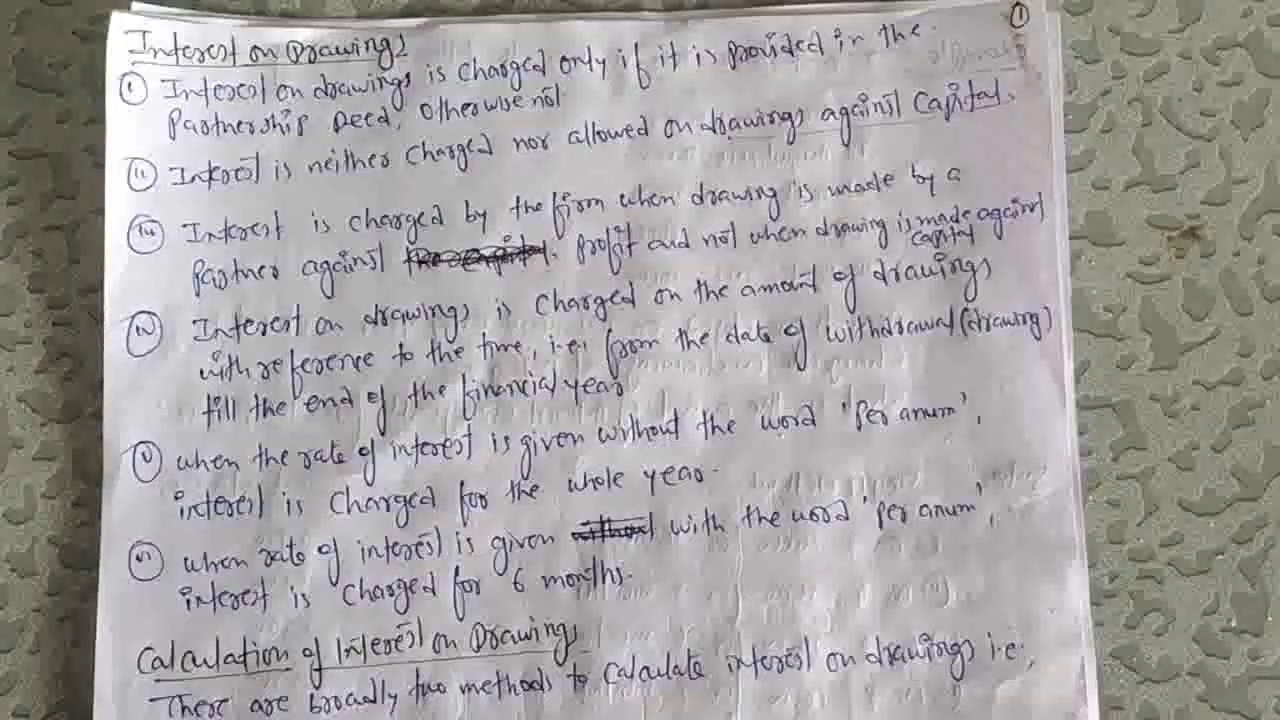 ①
Interest on Drawings
① Interest on drawings is charged only if it is provided in the
Partnership Deed, otherwise not.
② Interest is neither charged nor allowed on drawings against Capital.
iii Interest is charged by the firm when drawing is made by a
Partner against profit and not when drawing is made against
capital
iv Interest on drawings is charged on the amount of drawings
with reference to the time, i.e. from the date of withdrawal (drawing)
till the end of the financial year
v when the rate of interest is given without the word 'Per anum',
interest is charged for the whole year.
vi when rate of interest is given with the word 'per anum',
interest is charged for 6 months.
Calculation of Interest on Drawings
There are broadly two methods to calculate interest on drawings i.e.,